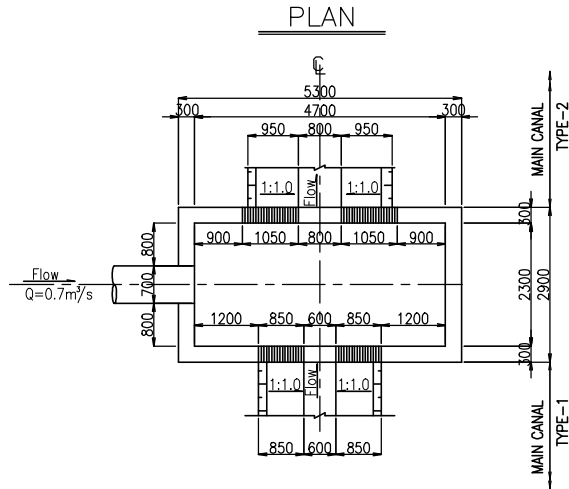 PLAN
℄
5300
300 4700 300
950 800 950
1:1.0 Flow 1:1.0
MAIN CANAL TYPE-2
300
900 1050 800 1050 900
800
Flow
Q=0.7m³/s
700
2300
2900
800
1200 850 600 850 1200
300
1:1.0 Flow 1:1.0
MAIN CANAL TYPE-1
850 600 850